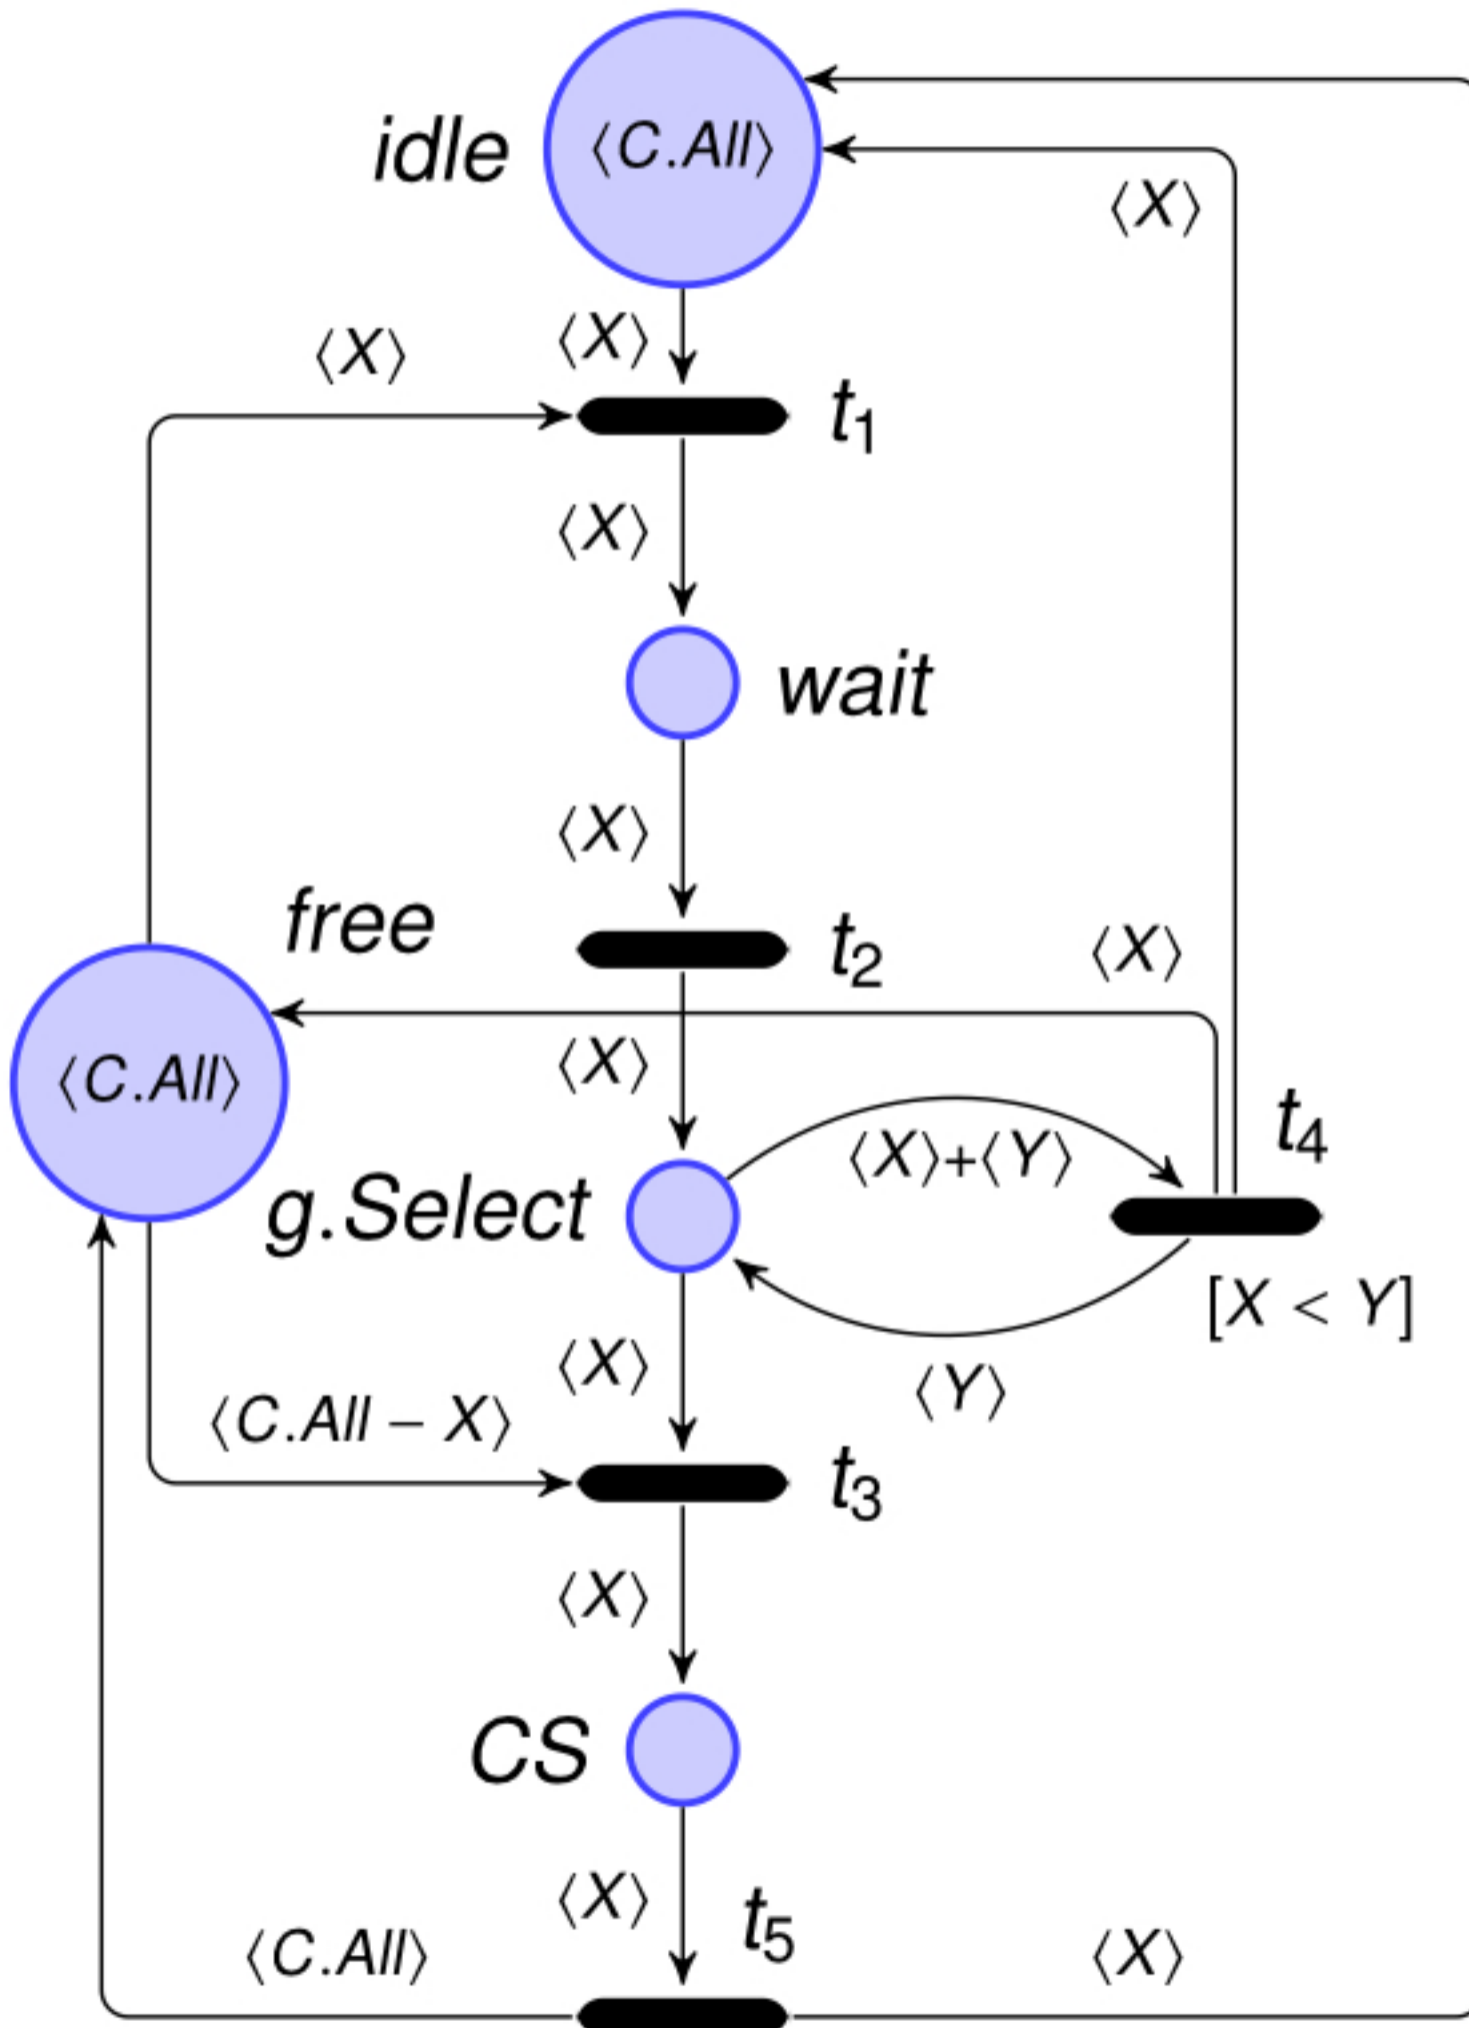 idle
⟨C.All⟩
⟨X⟩
⟨X⟩
⟨X⟩
t1
⟨X⟩
wait
⟨X⟩
free
t2
⟨X⟩
⟨C.All⟩
⟨X⟩
t4
⟨X⟩+⟨Y⟩
g.Select
[X < Y]
⟨X⟩
⟨Y⟩
⟨C.All − X⟩
t3
⟨X⟩
CS
⟨X⟩
t5
⟨C.All⟩
⟨X⟩